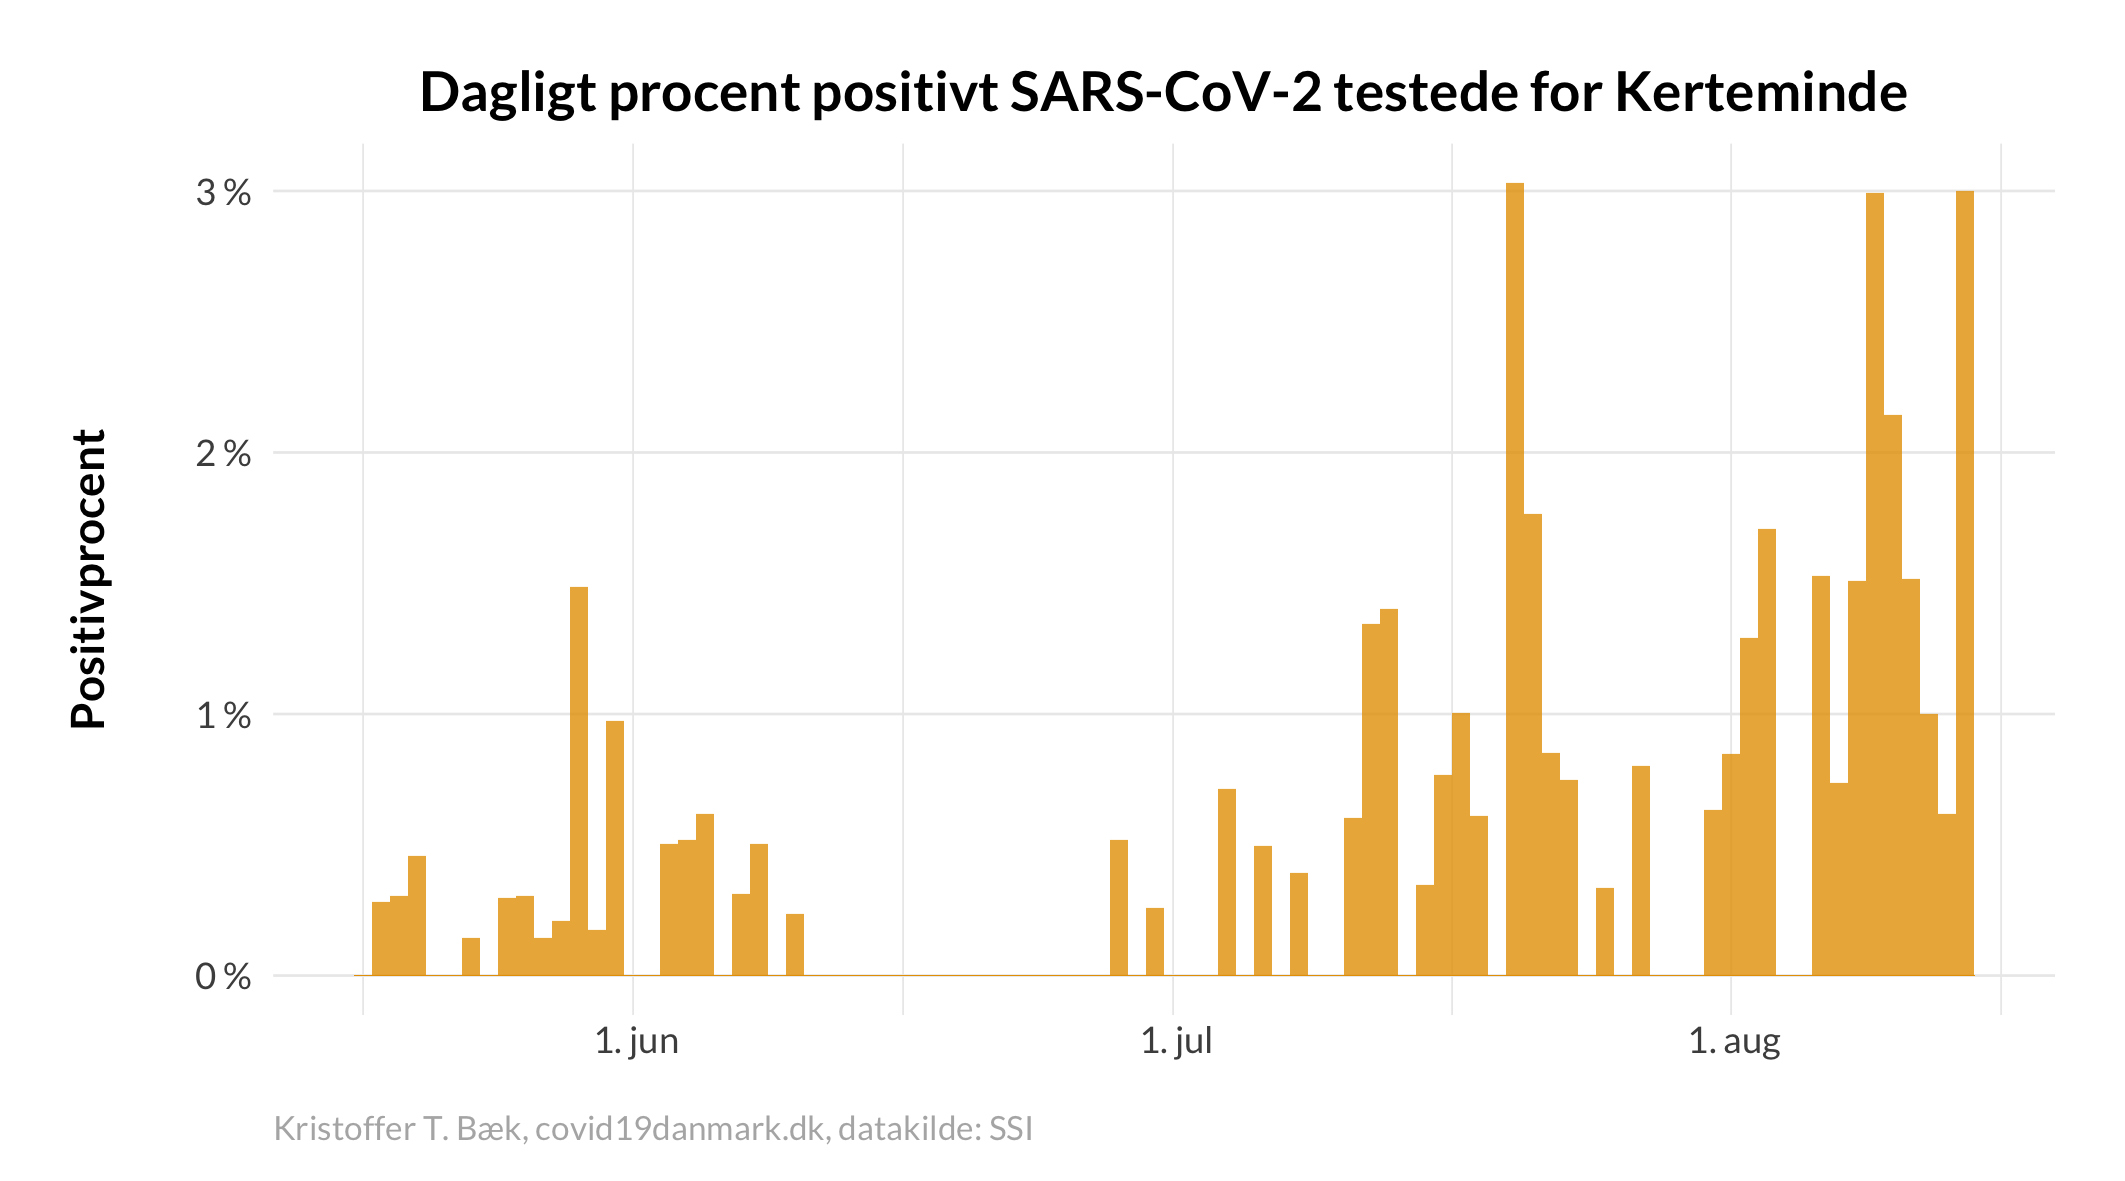 Dagligt procent positivt SARS-CoV-2 testede for Kerteminde
Positivprocent
3 %
2 %
1 %
0 %
1. jun
1. jul
1. aug
Kristoffer T. Bæk, covid19danmark.dk, datakilde: SSI